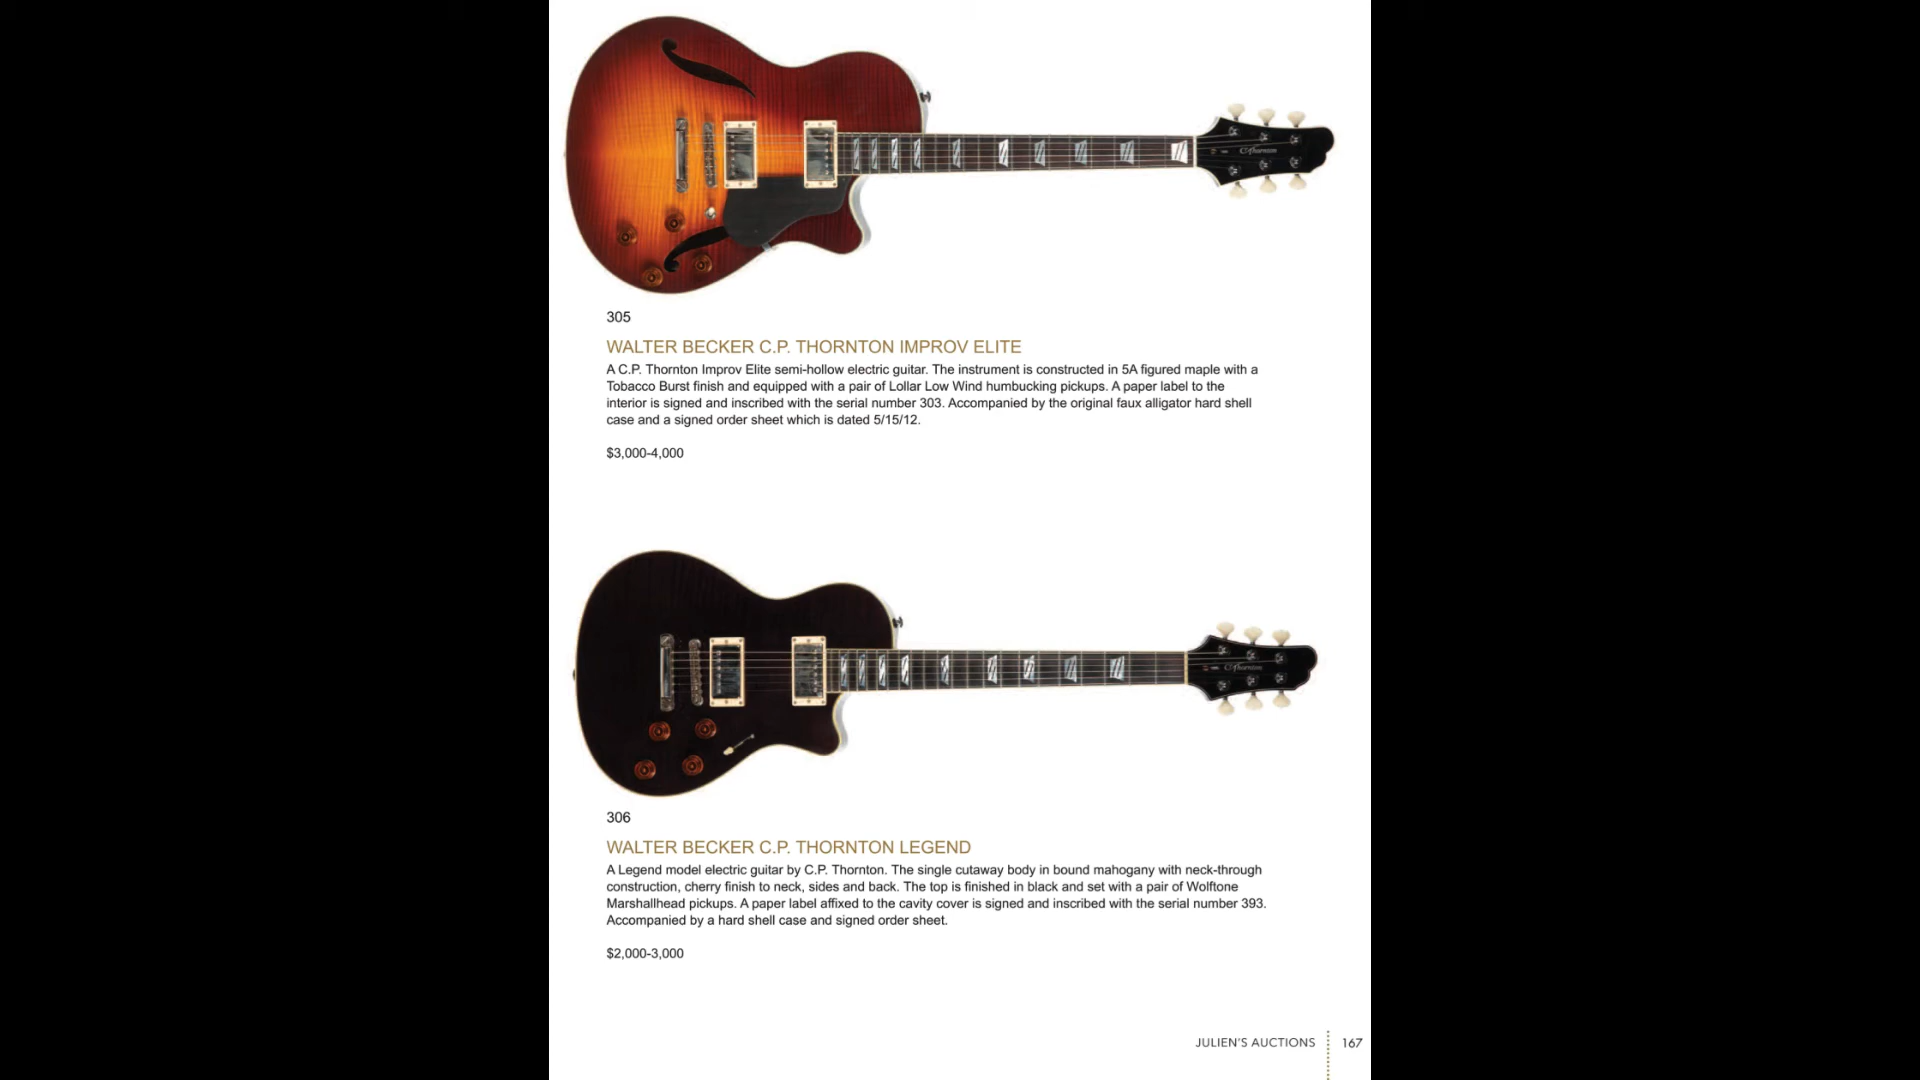 C.Thornton
305
WALTER BECKER C.P. THORNTON IMPROV ELITE
A C.P. Thornton Improv Elite semi-hollow electric guitar. The instrument is constructed in 5A figured maple with a
Tobacco Burst finish and equipped with a pair of Lollar Low Wind humbucking pickups. A paper label to the
interior is signed and inscribed with the serial number 303. Accompanied by the original faux alligator hard shell
case and a signed order sheet which is dated 5/15/12.
$3,000-4,000
C.Thornton
306
WALTER BECKER C.P. THORNTON LEGEND
A Legend model electric guitar by C.P. Thornton. The single cutaway body in bound mahogany with neck-through
construction, cherry finish to neck, sides and back. The top is finished in black and set with a pair of Wolftone
Marshallhead pickups. A paper label affixed to the cavity cover is signed and inscribed with the serial number 393.
Accompanied by a hard shell case and signed order sheet.
$2,000-3,000
JULIEN'S AUCTIONS 167